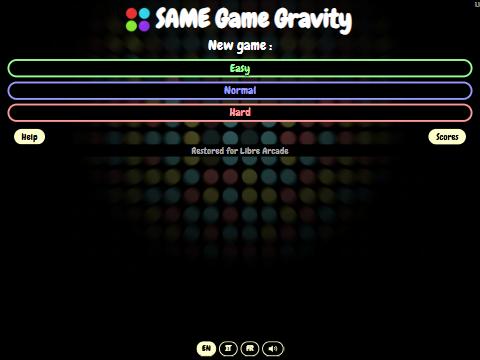 SAME Game Gravity
New game :
Easy
Normal
Hard
Help
Scores
Restored for Libre Arcade
EN IT FR